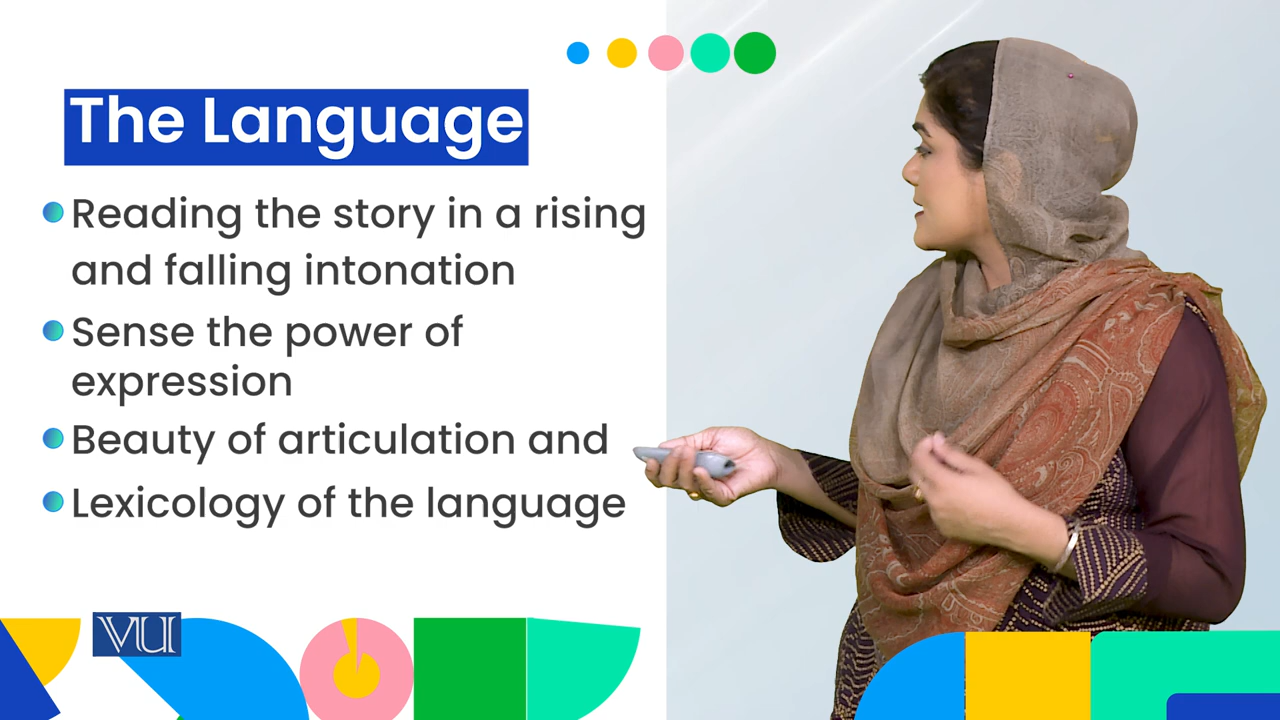 The Language
Reading the story in a rising
and falling intonation
Sense the power of
expression
Beauty of articulation and
Lexicology of the language
VU